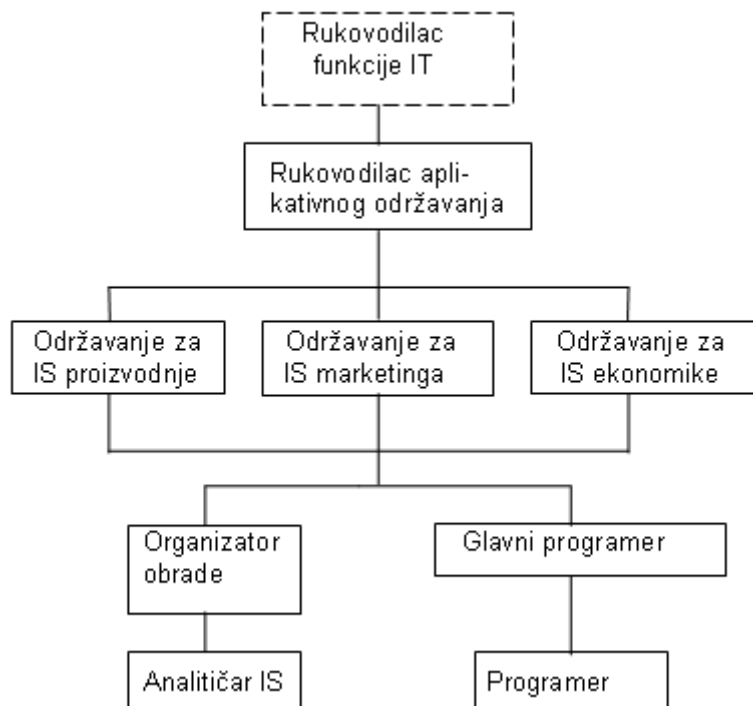 Rukovodilac
funkcije IT
Rukovodilac apli-
kativnog održavanja
Održavanje za
IS proizvodnje
Održavanje za
IS marketinga
Održavanje za
IS ekonomike
Organizator
obrade
Glavni programer
Analitičar IS
Programer